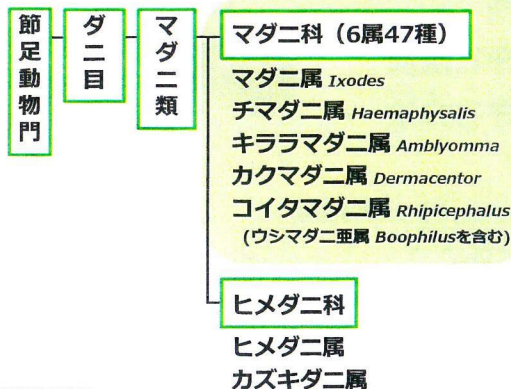 節足動物門
ダニ目
マダニ類
マダニ科（6属47種）
マダニ属 Ixodes
チマダニ属 Haemaphysalis
キララマダニ属 Amblyomma
カクマダニ属 Dermacentor
コイタマダニ属 Rhipicephalus
(ウシマダニ亜属 Boophilusを含む)
ヒメダニ科
ヒメダニ属
カズキダニ属